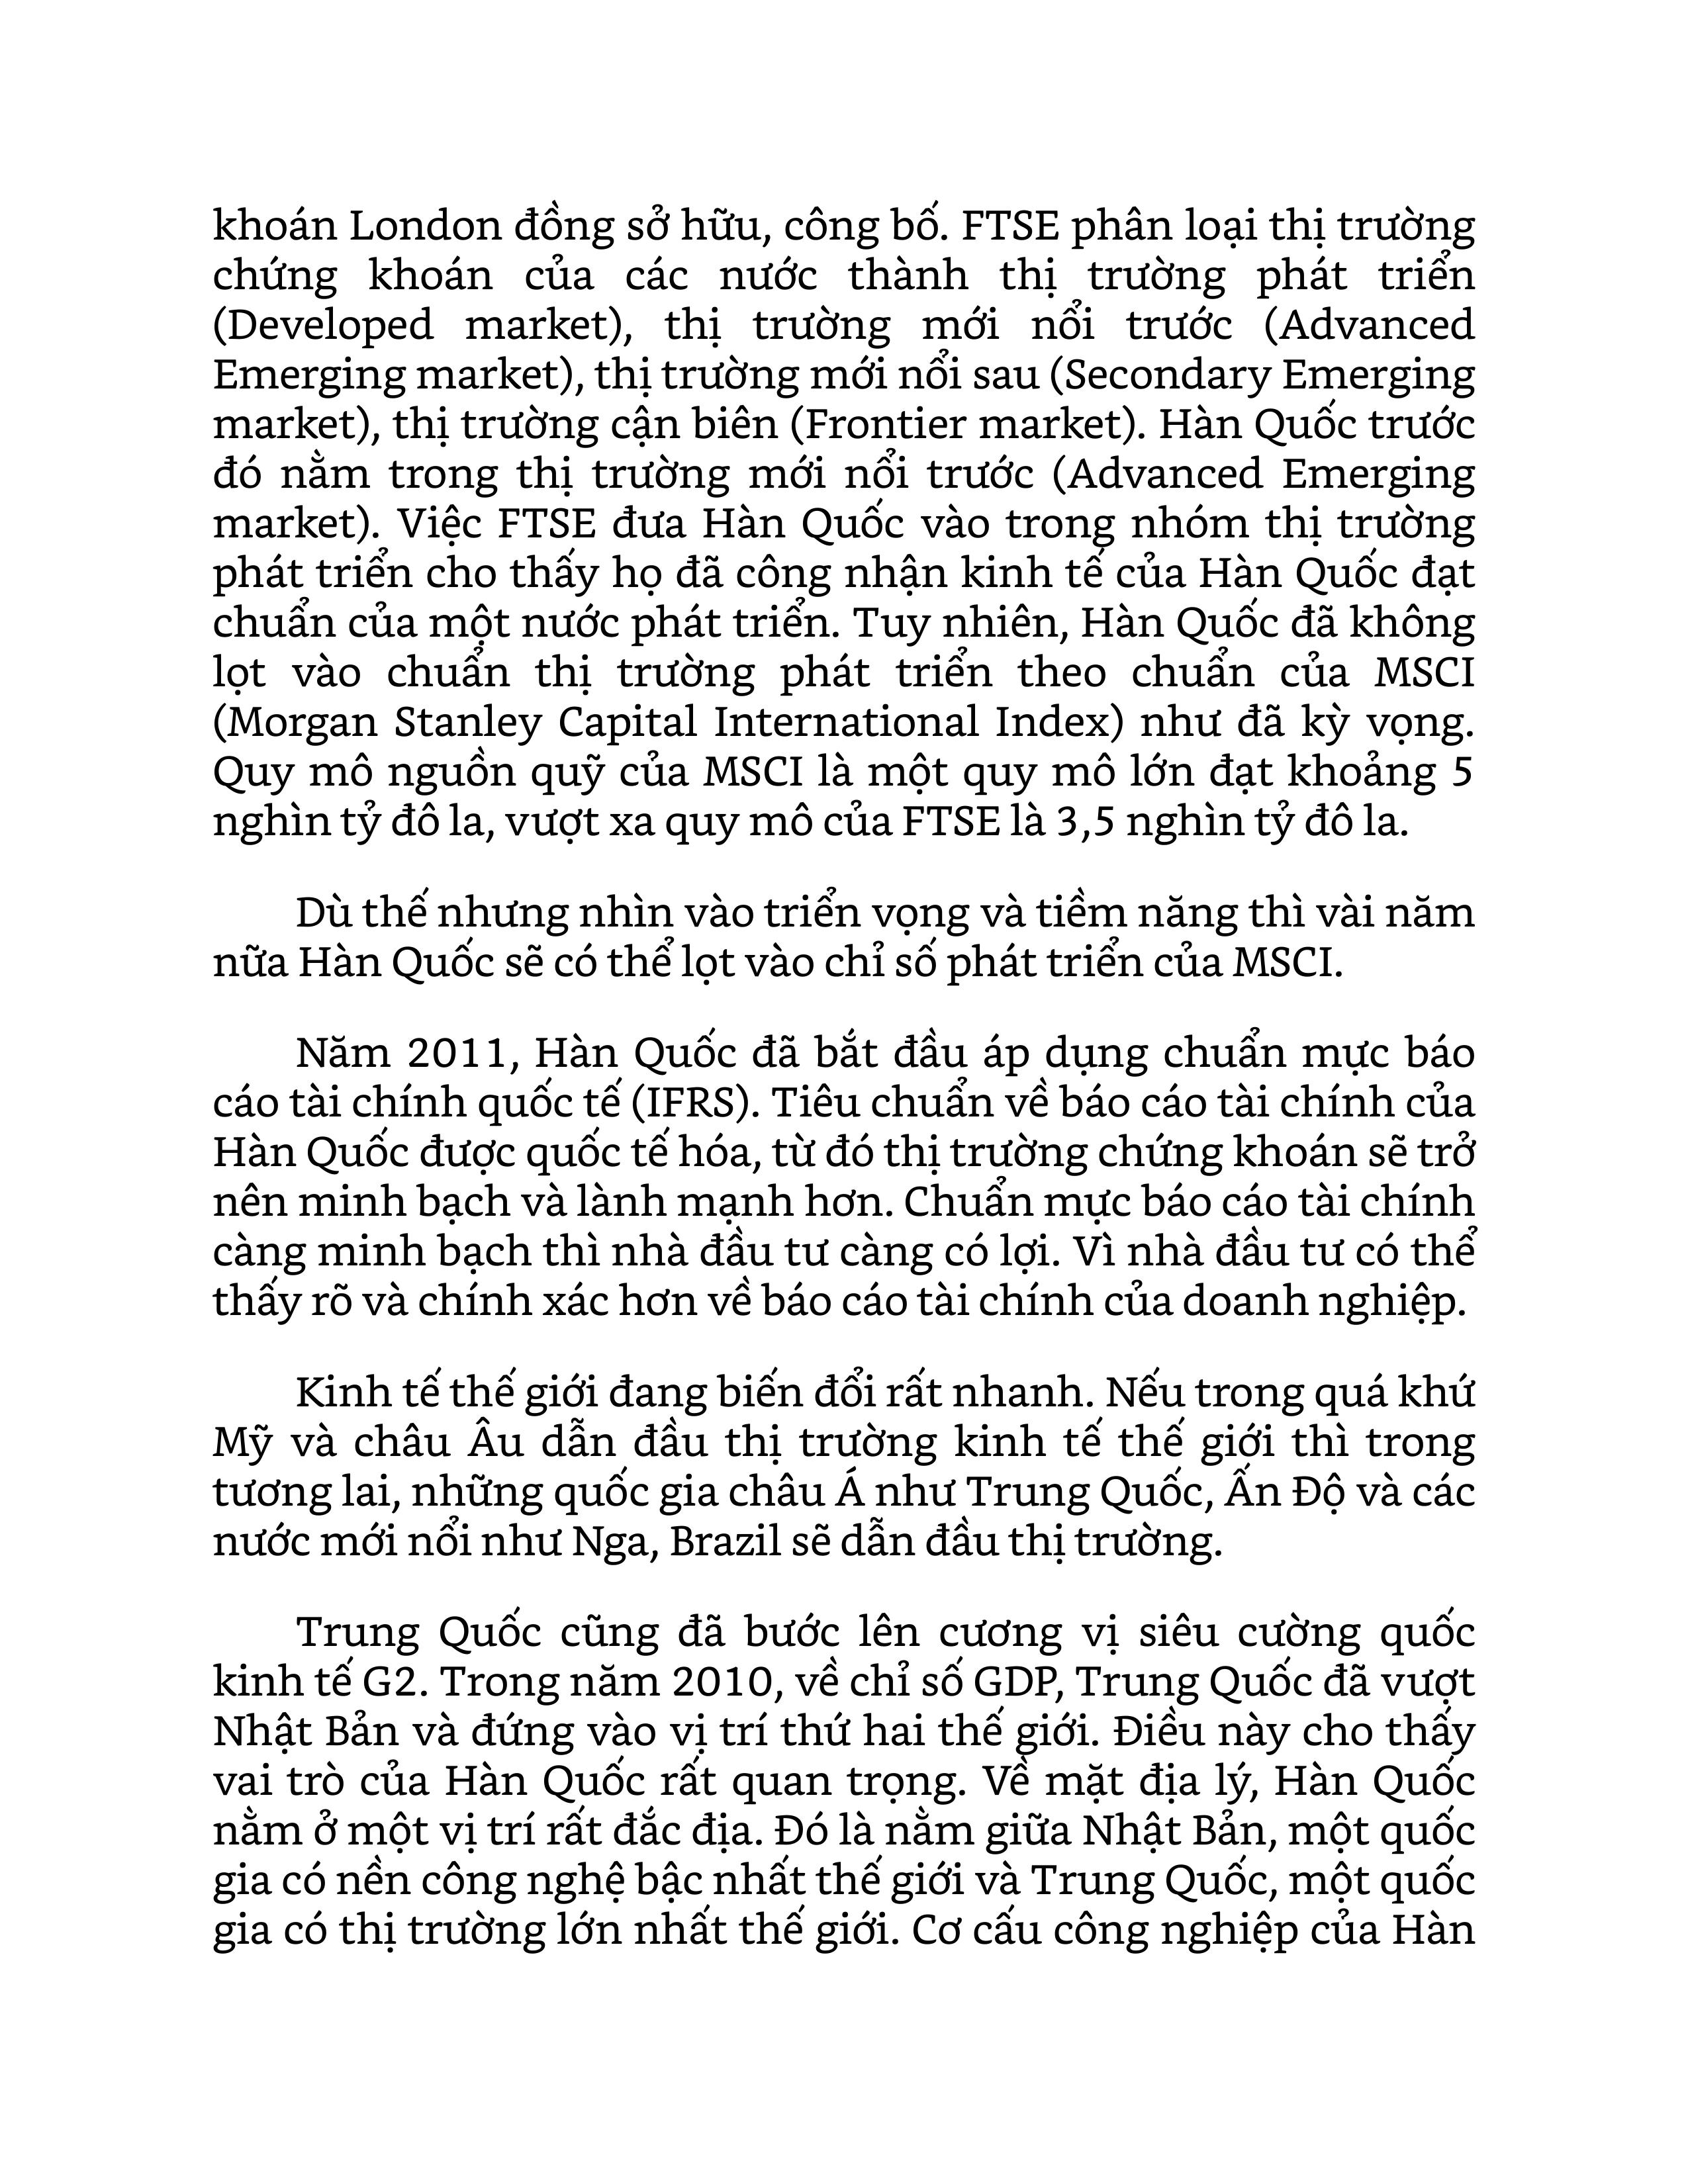 khoán London đồng sở hữu, công bố. FTSE phân loại thị trường
chứng khoán của các nước thành thị trường phát triển
(Developed market), thị trường mới nổi trước (Advanced
Emerging market), thị trường mới nổi sau (Secondary Emerging
market), thị trường cận biên (Frontier market). Hàn Quốc trước
đó nằm trong thị trường mới nổi trước (Advanced Emerging
market). Việc FTSE đưa Hàn Quốc vào trong nhóm thị trường
phát triển cho thấy họ đã công nhận kinh tế của Hàn Quốc đạt
chuẩn của một nước phát triển. Tuy nhiên, Hàn Quốc đã không
lọt vào chuẩn thị trường phát triển theo chuẩn của MSCI
(Morgan Stanley Capital International Index) như đã kỳ vọng.
Quy mô nguồn quỹ của MSCI là một quy mô lớn đạt khoảng 5
nghìn tỷ đô la, vượt xa quy mô của FTSE là 3,5 nghìn tỷ đô la.
Dù thế nhưng nhìn vào triển vọng và tiềm năng thì vài năm
nữa Hàn Quốc sẽ có thể lọt vào chỉ số phát triển của MSCI.
Năm 2011, Hàn Quốc đã bắt đầu áp dụng chuẩn mực báo
cáo tài chính quốc tế (IFRS). Tiêu chuẩn về báo cáo tài chính của
Hàn Quốc được quốc tế hóa, từ đó thị trường chứng khoán sẽ trở
nên minh bạch và lành mạnh hơn. Chuẩn mực báo cáo tài chính
càng minh bạch thì nhà đầu tư càng có lợi. Vì nhà đầu tư có thể
thấy rõ và chính xác hơn về báo cáo tài chính của doanh nghiệp.
Kinh tế thế giới đang biến đổi rất nhanh. Nếu trong quá khứ
Mỹ và châu Âu dẫn đầu thị trường kinh tế thế giới thì trong
tương lai, những quốc gia châu Á như Trung Quốc, Ấn Độ và các
nước mới nổi như Nga, Brazil sẽ dẫn đầu thị trường.
Trung Quốc cũng đã bước lên cương vị siêu cường quốc
kinh tế G2. Trong năm 2010, về chỉ số GDP, Trung Quốc đã vượt
Nhật Bản và đứng vào vị trí thứ hai thế giới. Điều này cho thấy
vai trò của Hàn Quốc rất quan trọng. Về mặt địa lý, Hàn Quốc
nằm ở một vị trí rất đắc địa. Đó là nằm giữa Nhật Bản, một quốc
gia có nền công nghệ bậc nhất thế giới và Trung Quốc, một quốc
gia có thị trường lớn nhất thế giới. Cơ cấu công nghiệp của Hàn